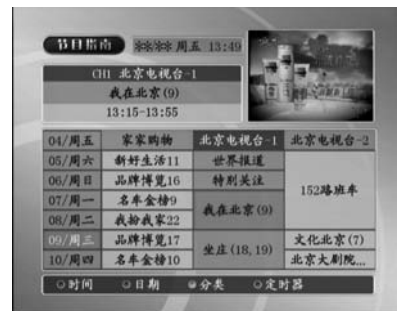 节目指南 ※※※ 周五 13:49
CH1 北京电视台-1
我在北京(9)
13:15-13:55
04/周五 家家购物 北京电视台-1 北京电视台-2
05/周六 新好生活11 世界报道
06/周日 品牌博览16 特别关注
152路班车
07/周一 名车金榜9
我在北京(9)
08/周二 我拾我家22
09/周三 品牌博览17 文化北京(7)
坐庄(18,19)
10/周四 名车金榜10 北京大剧院...
时间 日期 分类 定时器